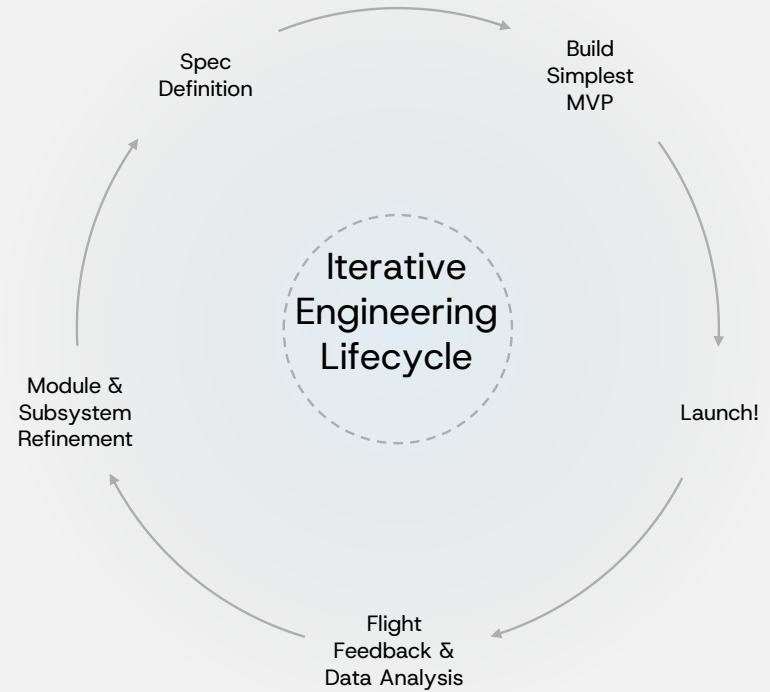 Spec
Definition
Build
Simplest
MVP
Iterative
Engineering
Lifecycle
Module &
Subsystem
Refinement
Launch!
Flight
Feedback &
Data Analysis